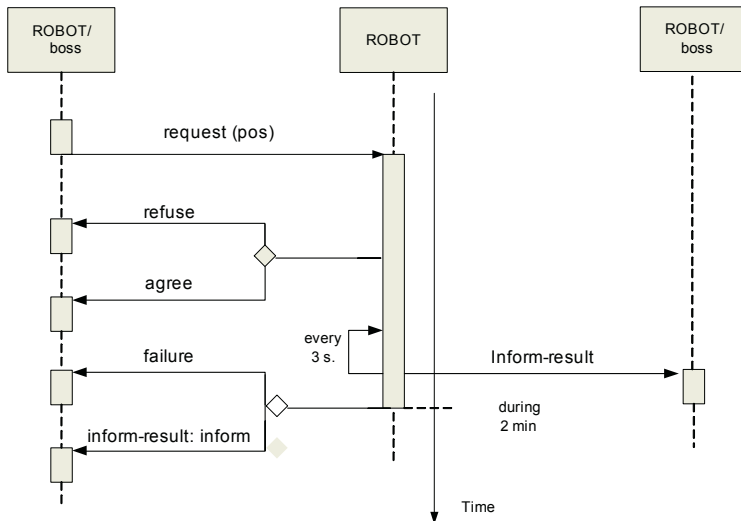 ROBOT/
boss
ROBOT
ROBOT/
boss
request (pos)
refuse
agree
every
3 s.
failure
Inform-result
during
2 min
inform-result: inform
Time